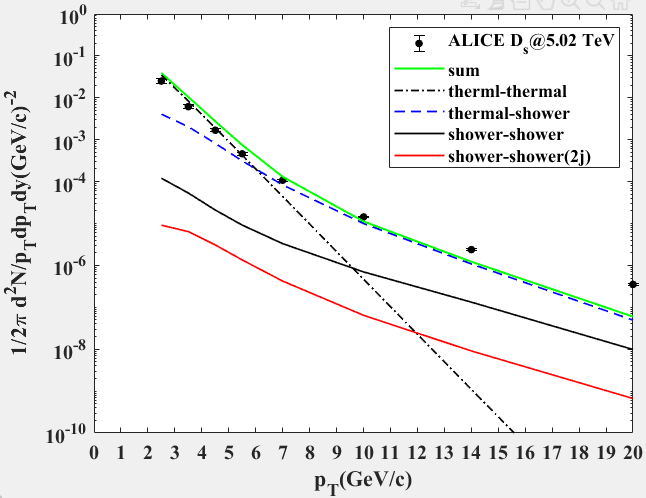 10^0
10^-1
10^-2
10^-3
10^-4
10^-6
10^-8
10^-10
1/2π d^2N/p_Tdp_Tdy(GeV/c)^-2
ALICE D_s@5.02 TeV
sum
therml-thermal
thermal-shower
shower-shower
shower-shower(2j)
0 1 2 3 4 5 6 7 8 9 10 11 12 13 14 15 16 17 18 19 20
p_T(GeV/c)